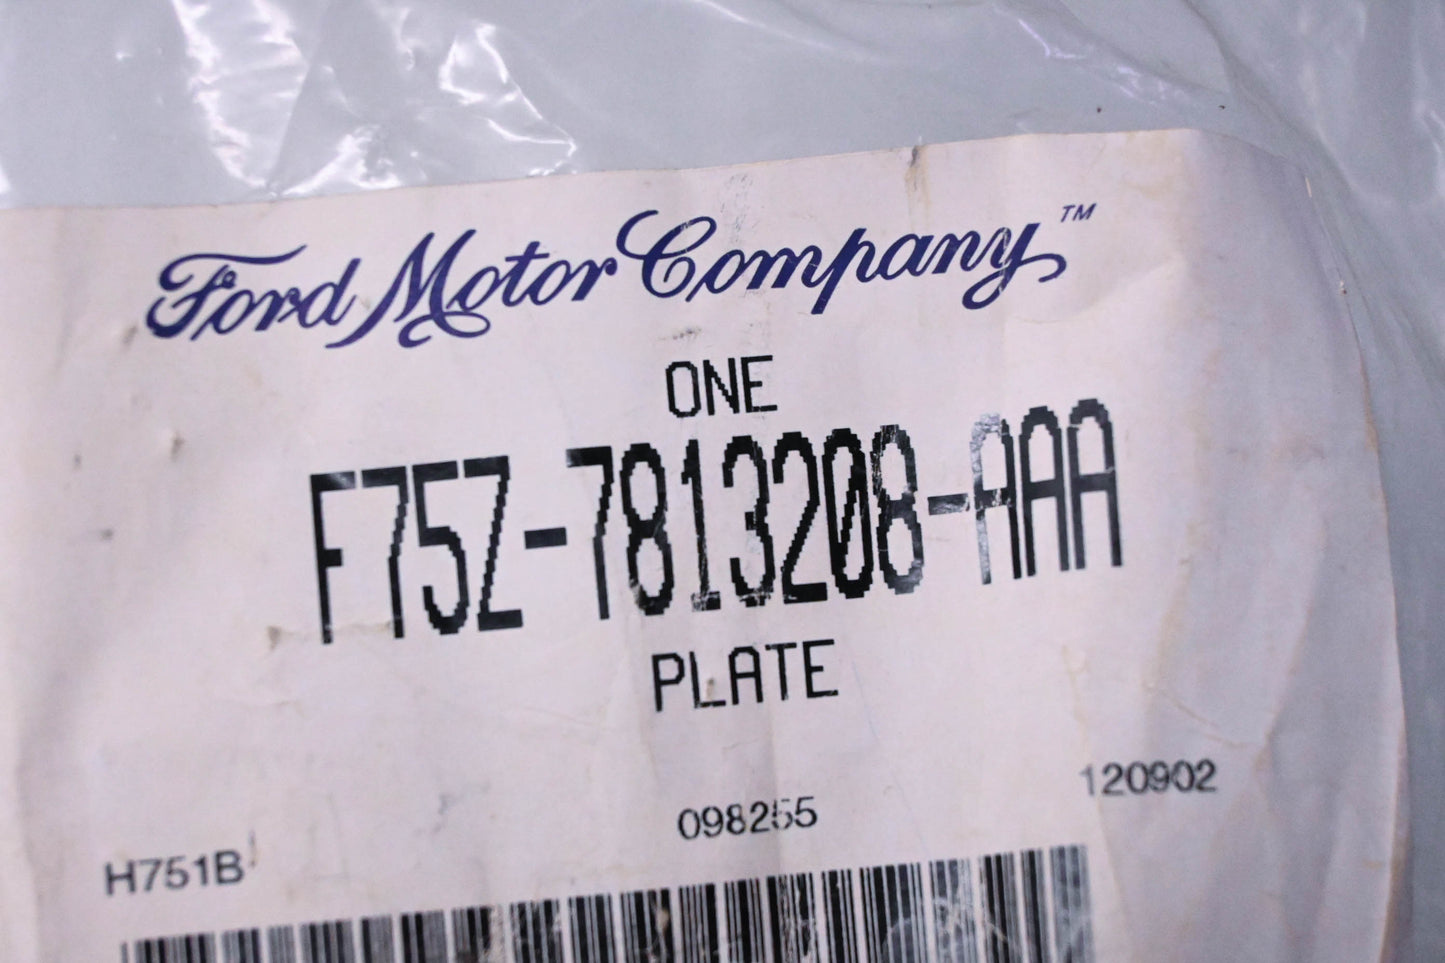 Ford Motor Company™
ONE
F75Z-7813208-AAA
PLATE
120902
098255
H751B